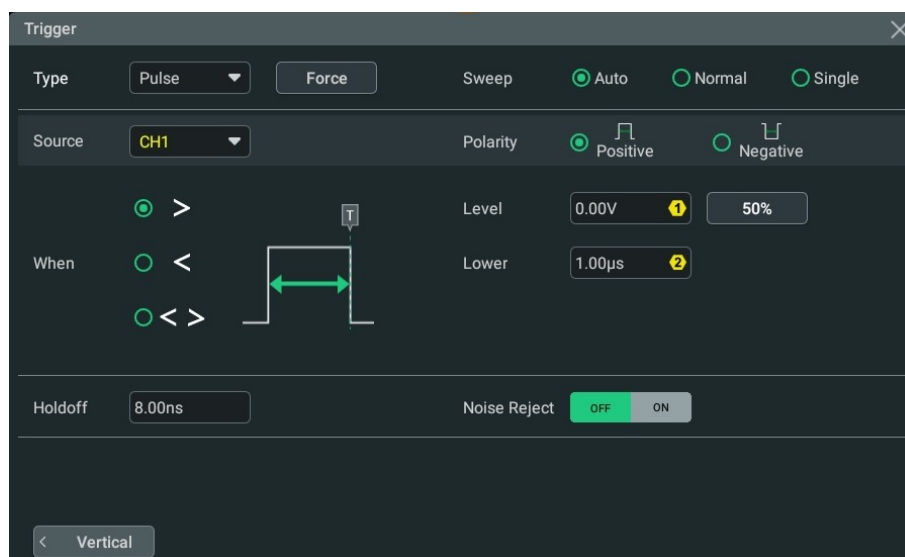 Trigger
Type Pulse Force Sweep Auto Normal Single
Source CH1 Polarity Positive Negative
> T Level 0.00V 1 50%
When < Lower 1.00µs 2
< >
Holdoff 8.00ns Noise Reject OFF ON
< Vertical